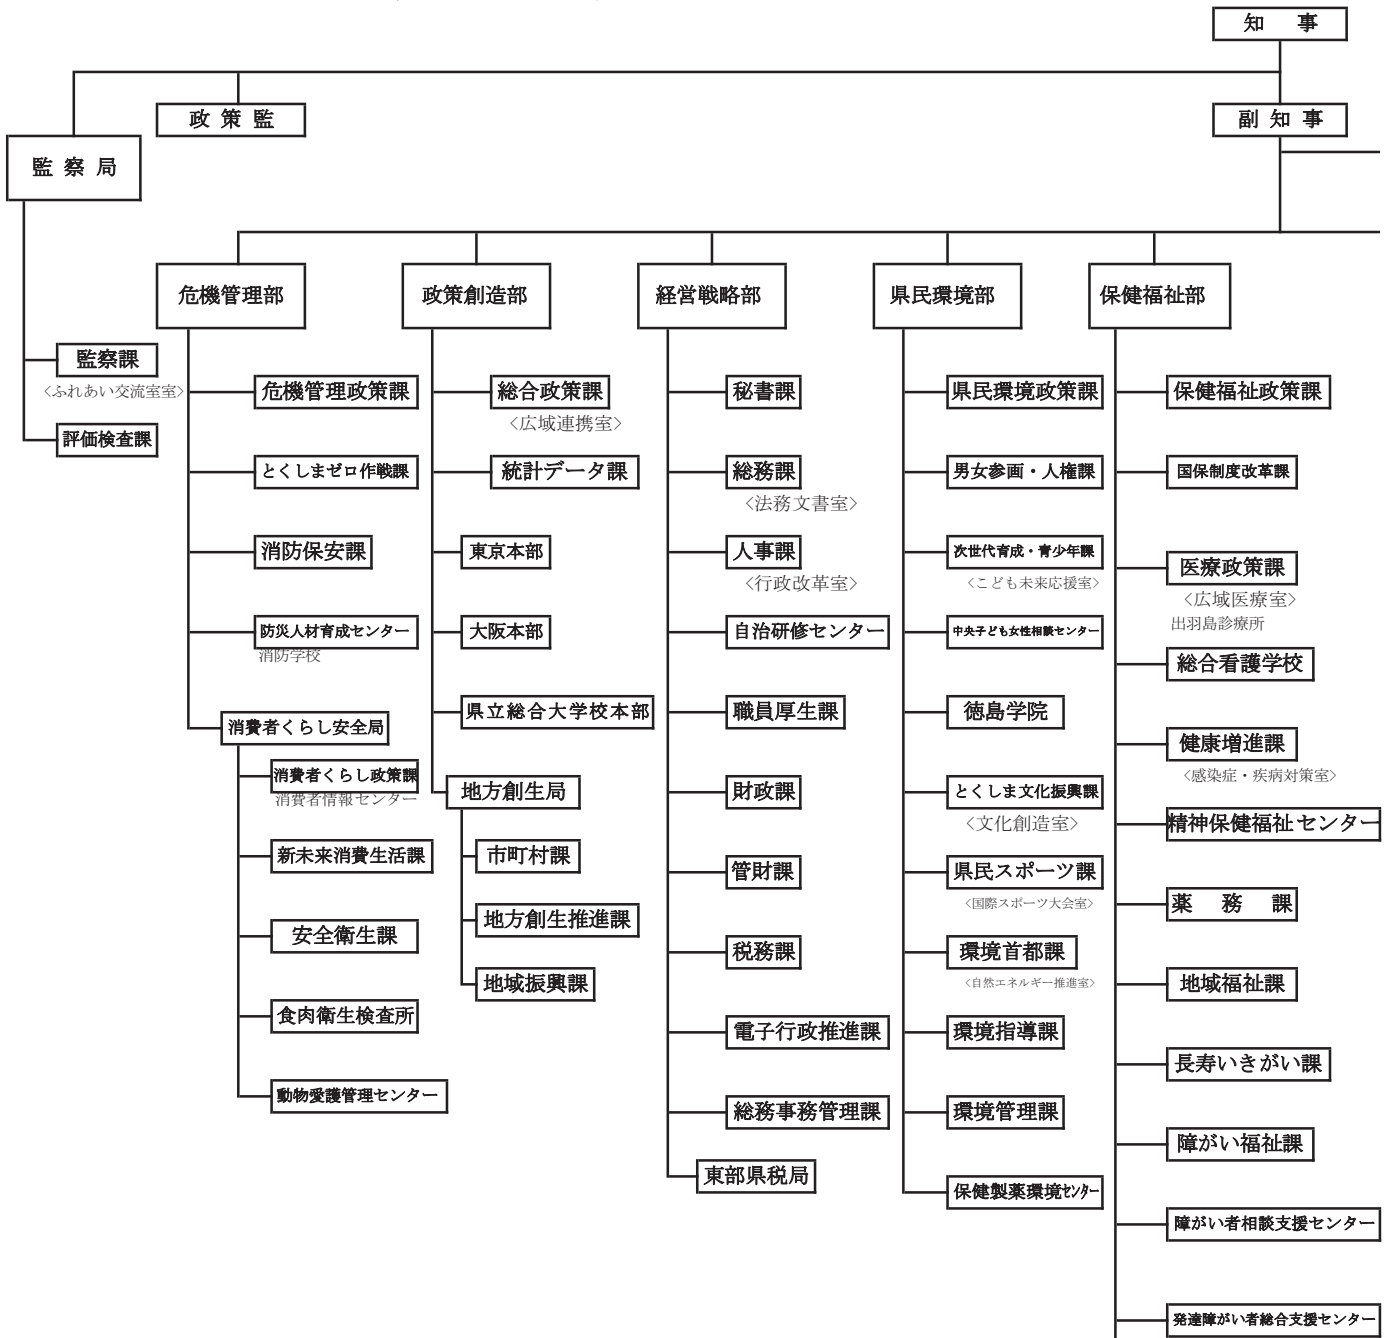 知　事
政 策 監
副 知 事
監 察 局
監察課
〈ふれあい交流室室〉
評価検査課
危機管理部
危機管理政策課
とくしまゼロ作戦課
消防保安課
防災人材育成センター
消防学校
消費者くらし安全局
消費者くらし政策課
消費者情報センター
新未来消費生活課
安全衛生課
食肉衛生検査所
動物愛護管理センター
政策創造部
総合政策課
〈広域連携室〉
統計データ課
東京本部
大阪本部
県立総合大学校本部
地方創生局
市町村課
地方創生推進課
地域振興課
経営戦略部
秘書課
総務課
〈法務文書室〉
人事課
〈行政改革室〉
自治研修センター
職員厚生課
財政課
管財課
税務課
電子行政推進課
総務事務管理課
東部県税局
県民環境部
県民環境政策課
男女参画・人権課
次世代育成・青少年課
〈こども未来応援室〉
中央子ども女性相談センター
徳島学院
とくしま文化振興課
〈文化創造室〉
県民スポーツ課
〈国際スポーツ大会室〉
環境首都課
〈自然エネルギー推進室〉
環境指導課
環境管理課
保健製薬環境センター
保健福祉部
保健福祉政策課
国保制度改革課
医療政策課
〈広域医療室〉
出羽島診療所
総合看護学校
健康増進課
〈感染症・疾病対策室〉
精神保健福祉センター
薬　務　課
地域福祉課
長寿いきがい課
障がい福祉課
障がい者相談支援センター
発達障がい者総合支援センター